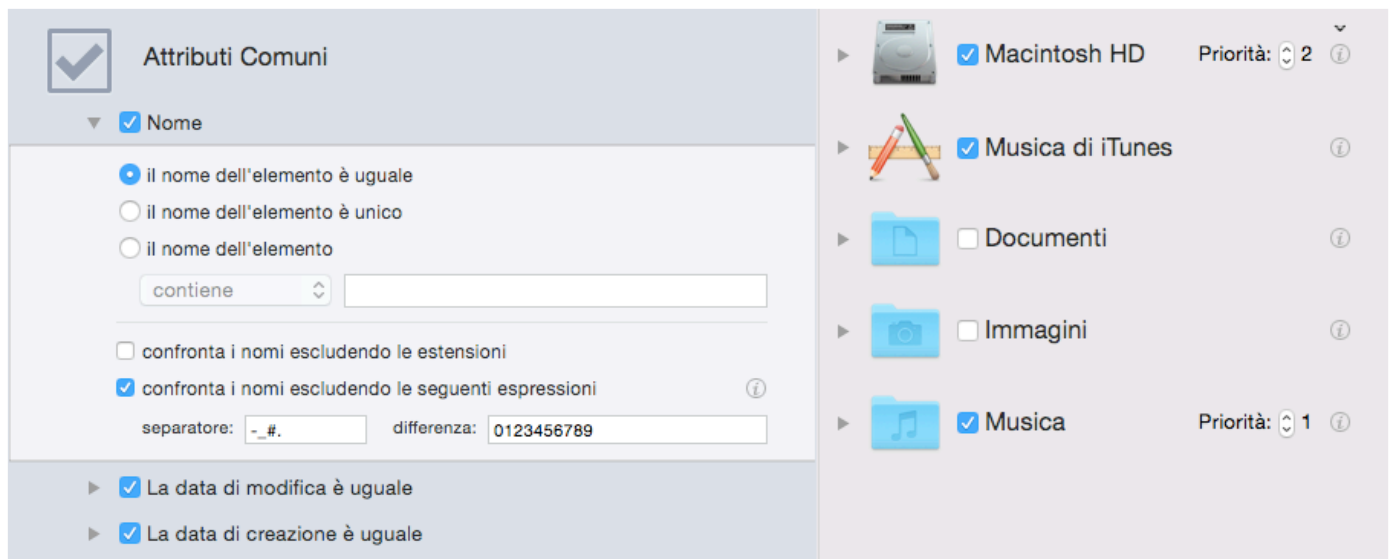 Attributi Comuni
Nome
il nome dell'elemento è uguale
il nome dell'elemento è unico
il nome dell'elemento
contiene
confronta i nomi escludendo le estensioni
confronta i nomi escludendo le seguenti espressioni
separatore: -_#. differenza: 0123456789
La data di modifica è uguale
La data di creazione è uguale
Macintosh HD Priorità: 2
Musica di iTunes
Documenti
Immagini
Musica Priorità: 1